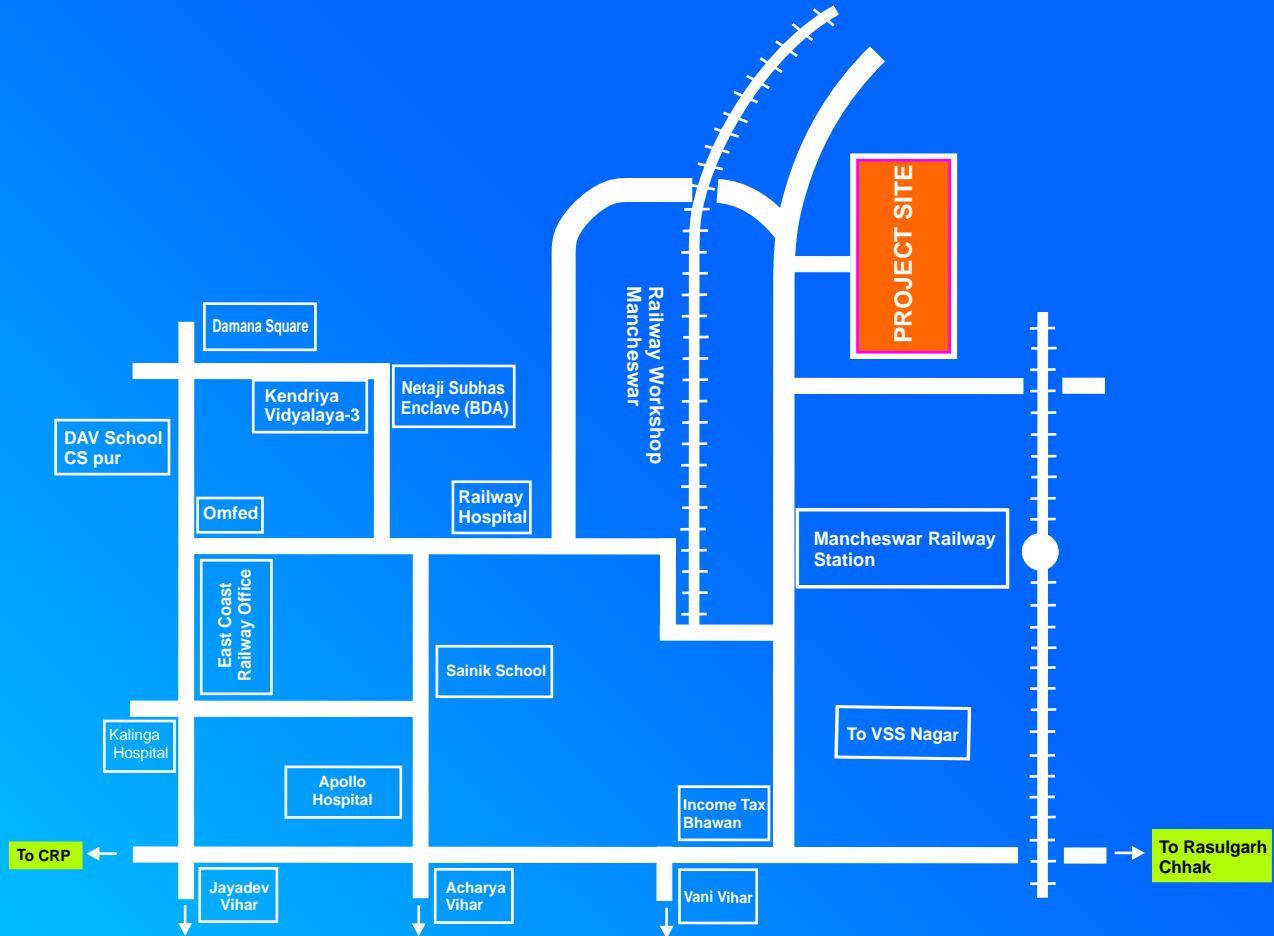 PROJECT SITE
Railway Workshop
Mancheswar
Damana Square
Kendriya
Vidyalaya-3
Netaji Subhas
Enclave (BDA)
DAV School
CS pur
Omfed
Railway
Hospital
Mancheswar Railway
Station
East Coast
Railway Office
Sainik School
Kalinga
Hospital
To VSS Nagar
Apollo
Hospital
Income Tax
Bhawan
To CRP
To Rasulgarh
Chhak
Jayadev
Vihar
Acharya
Vihar
Vani Vihar